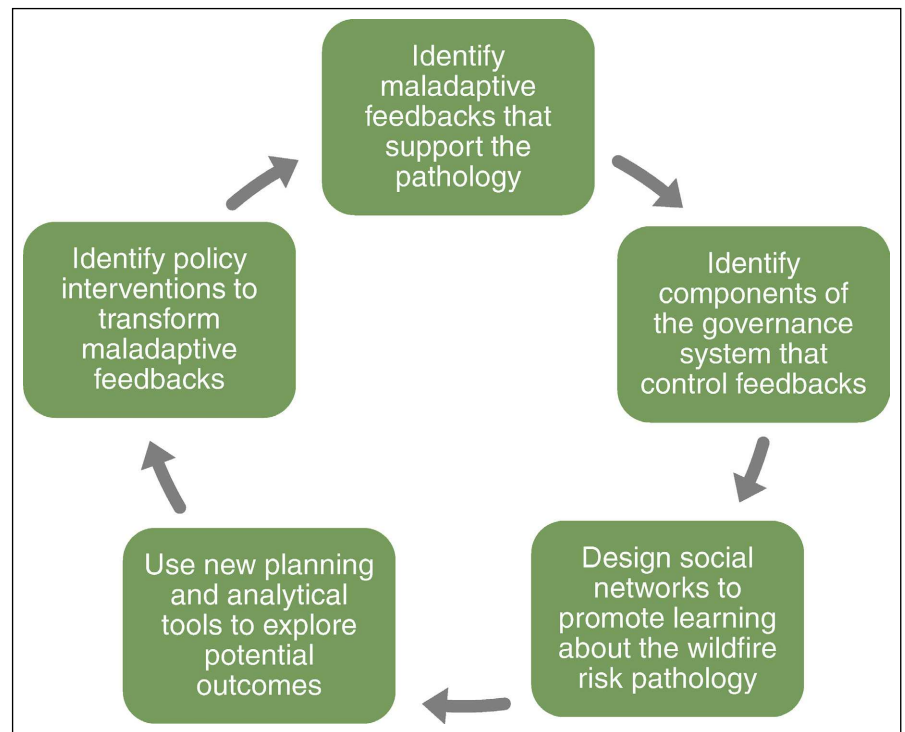 Identify
maladaptive
feedbacks that
support the
pathology
Identify
components of
the governance
system that
control feedbacks
Design social
networks to
promote learning
about the wildfire
risk pathology
Use new planning
and analytical
tools to explore
potential
outcomes
Identify policy
interventions to
transform
maladaptive
feedbacks